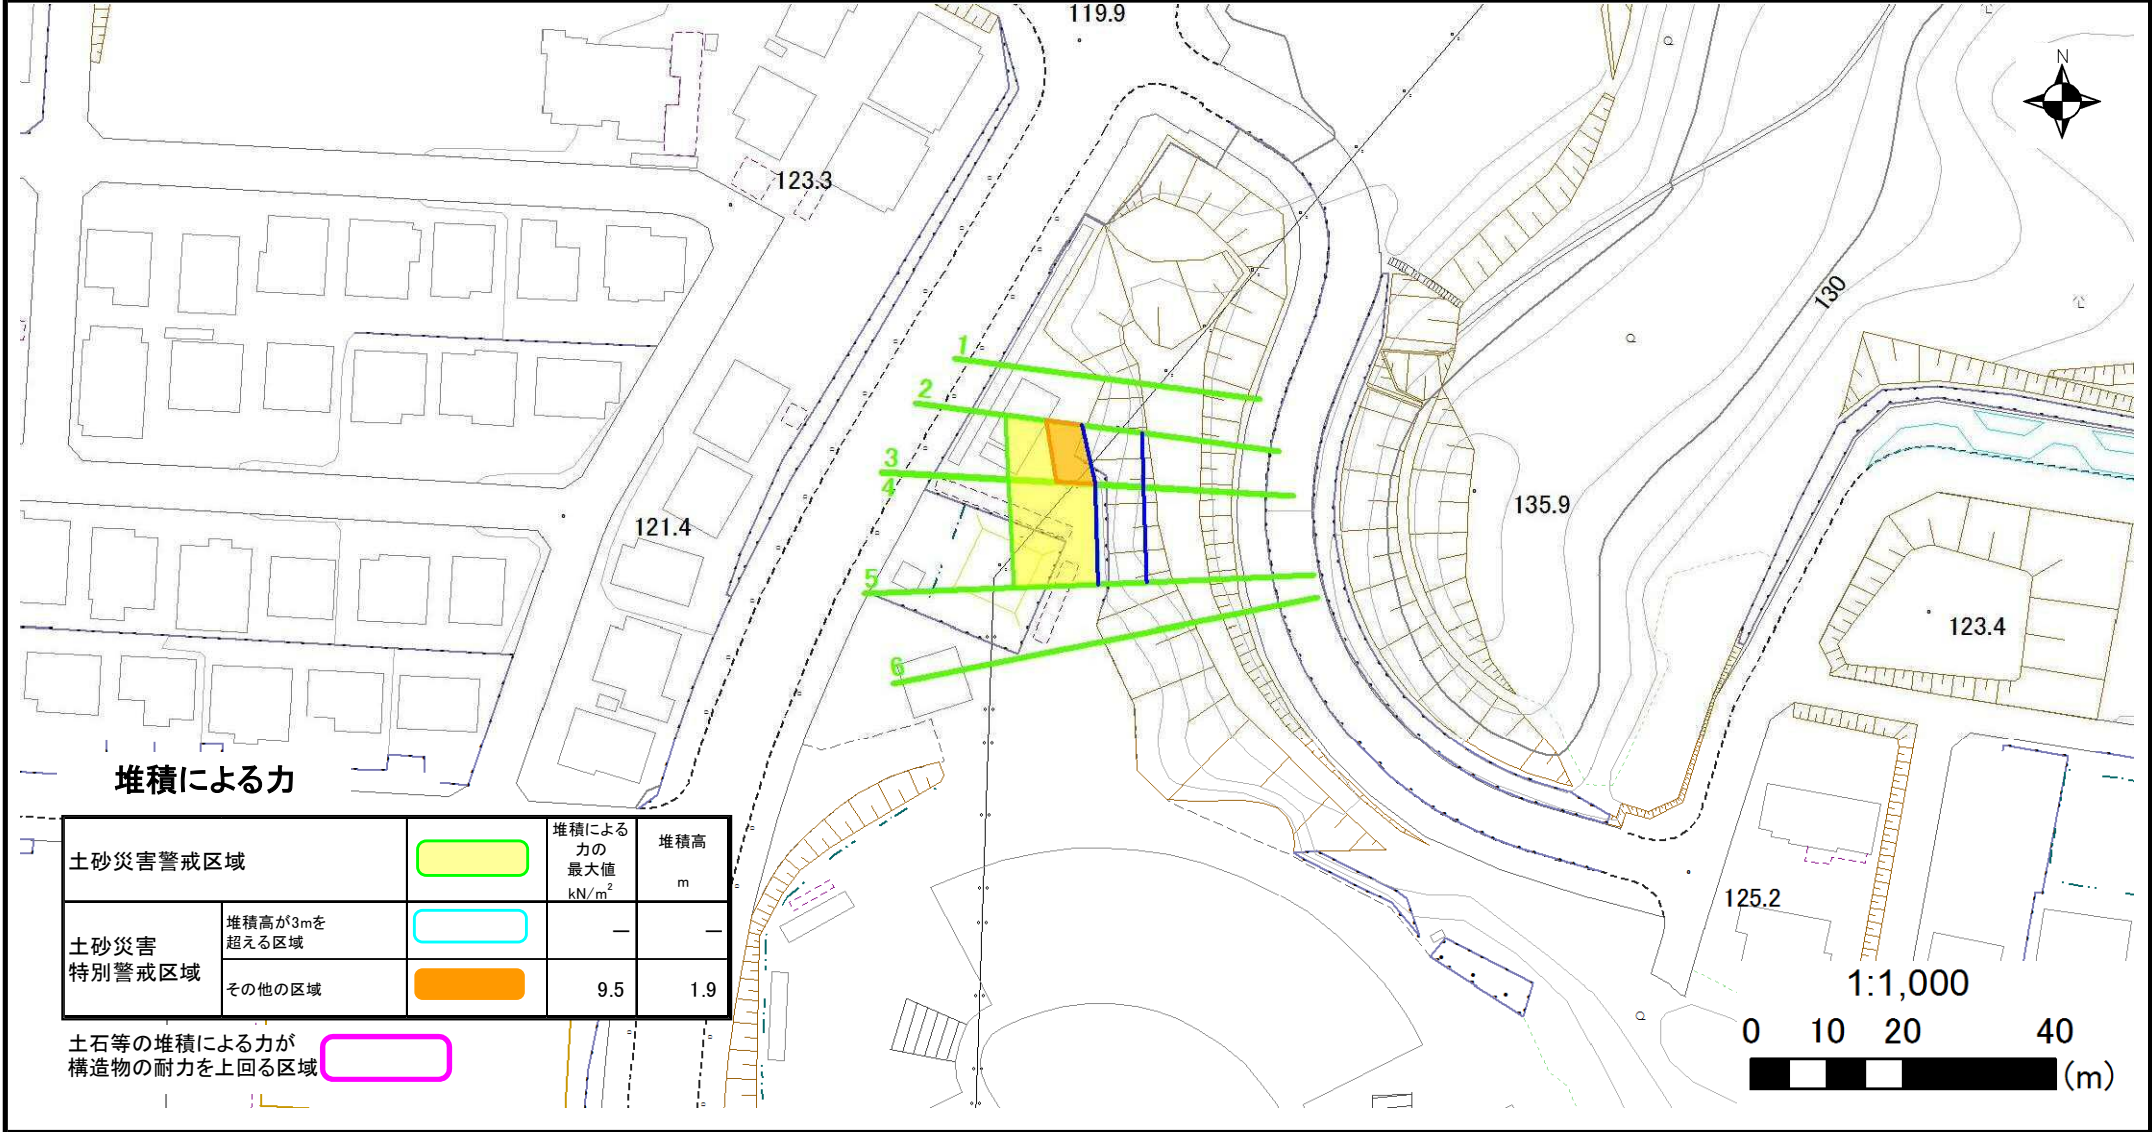 119.9
N
123.3
130
1
2
3
4
135.9
121.4
5
123.4
6
堆積による力
土砂災害警戒区域
堆積による
力の
最大値
kN/m²
堆積高
m
土砂災害
特別警戒区域
堆積高が3mを
超える区域
―
―
その他の区域
9.5
1.9
125.2
土石等の堆積による力が
構造物の耐力を上回る区域
1:1,000
0 10 20 40
(m)